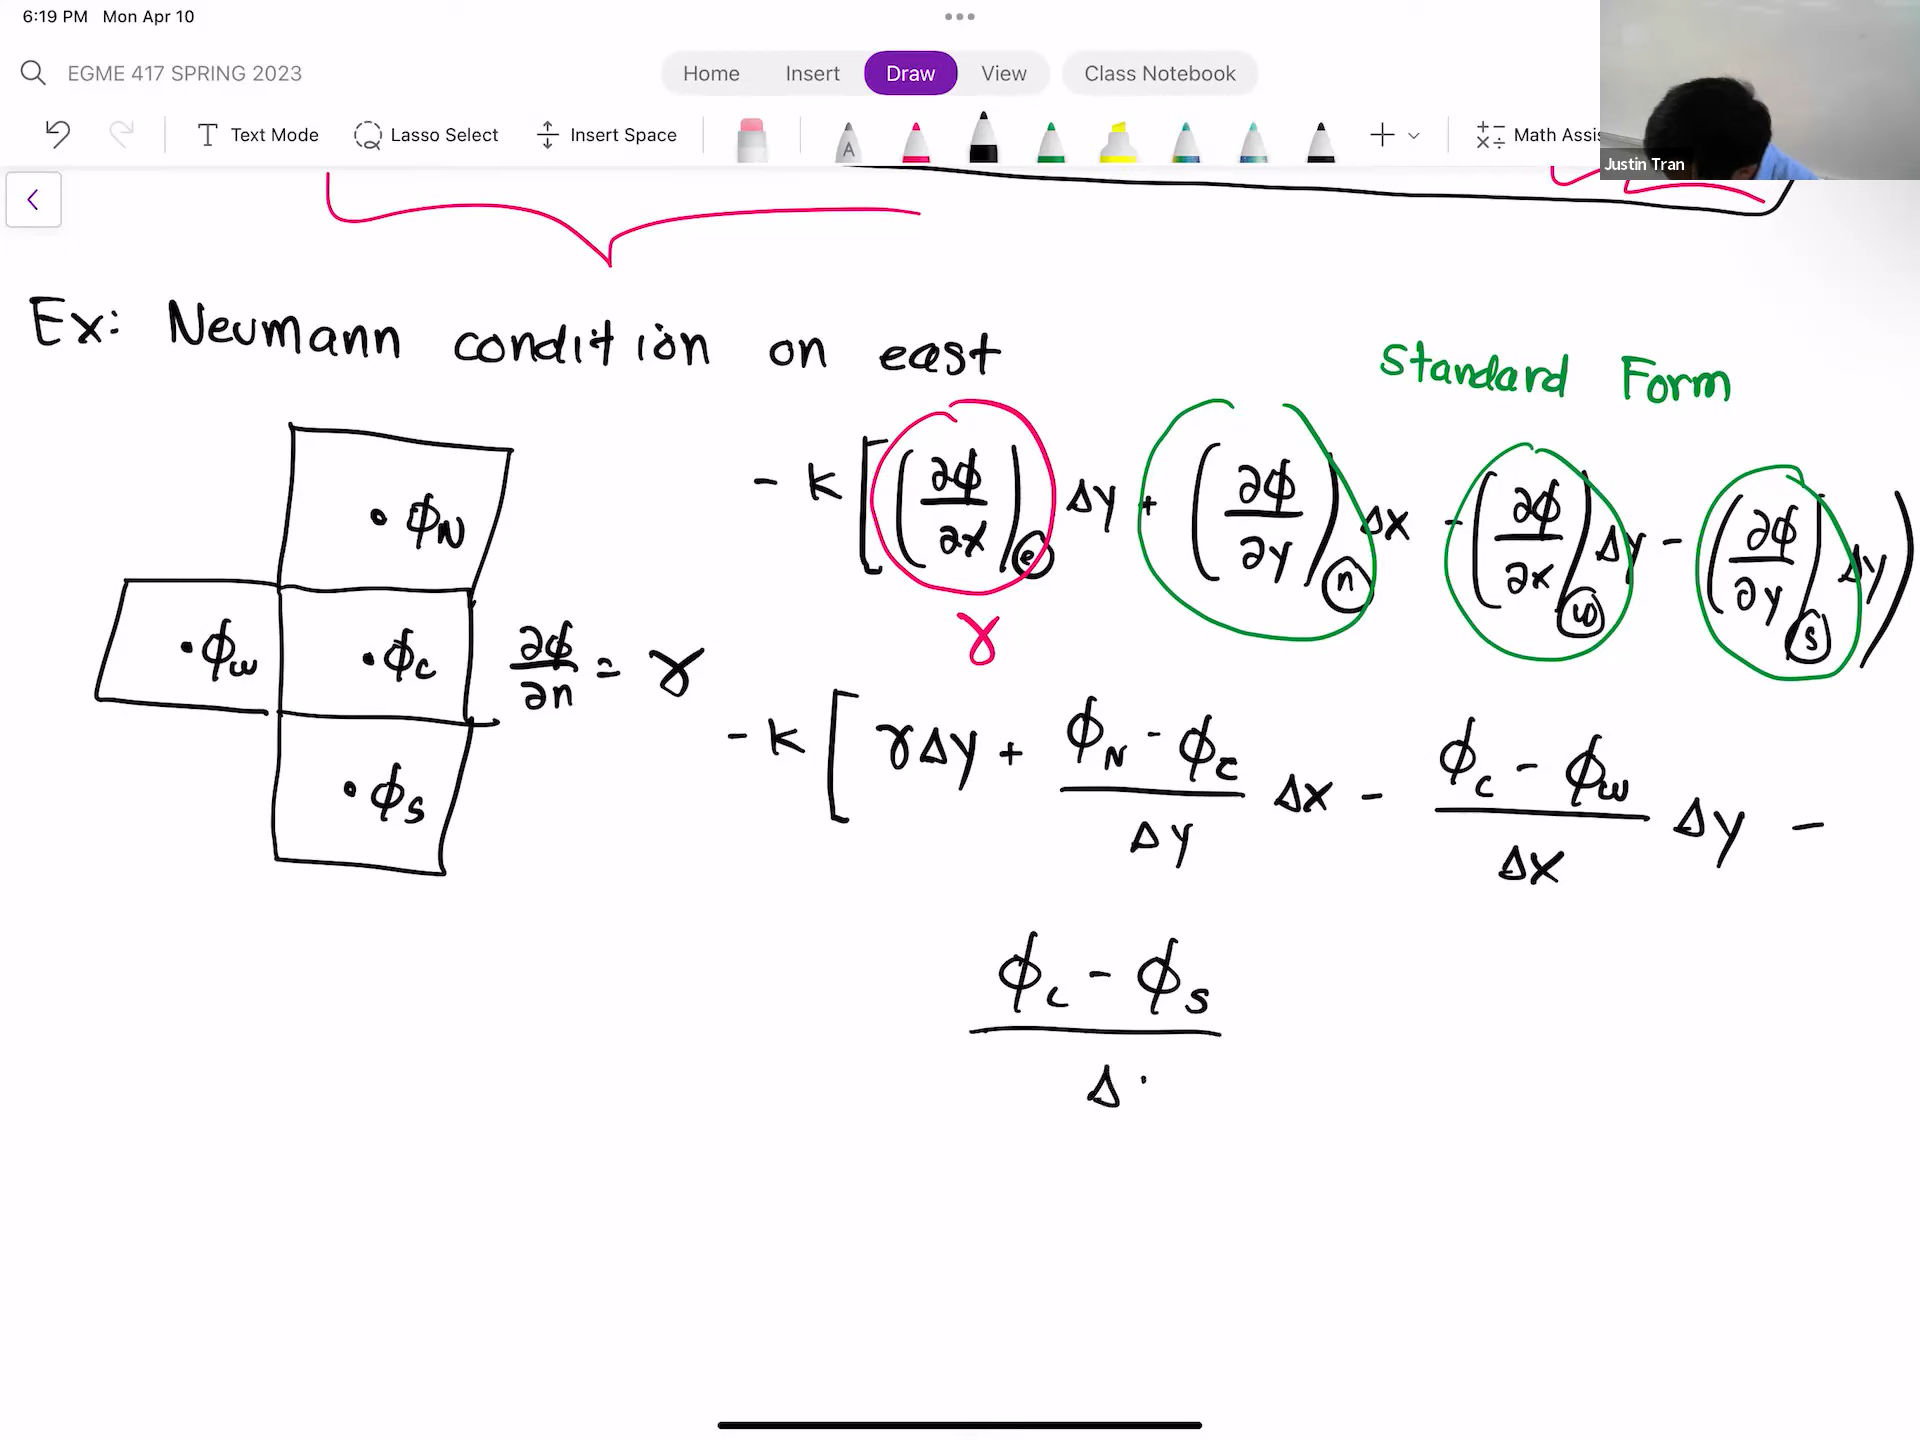 6:19 PM Mon Apr 10
EGME 417 SPRING 2023
Home Insert Draw View Class Notebook
Text Mode Lasso Select Insert Space Math Assis
Justin Tran
Ex: Neumann condition on east
Standard Form
- k [ (∂ϕ/∂x)e Δy + (∂ϕ/∂y)n Δx - (∂ϕ/∂x)w Δy - (∂ϕ/∂y)s Δy )
γ
• ϕN
• ϕw • ϕc ∂ϕ/∂n = γ
• ϕs
- k [ γΔy + (ϕN - ϕc)/Δy Δx - (ϕc - ϕw)/Δx Δy -
(ϕc - ϕs)/Δ